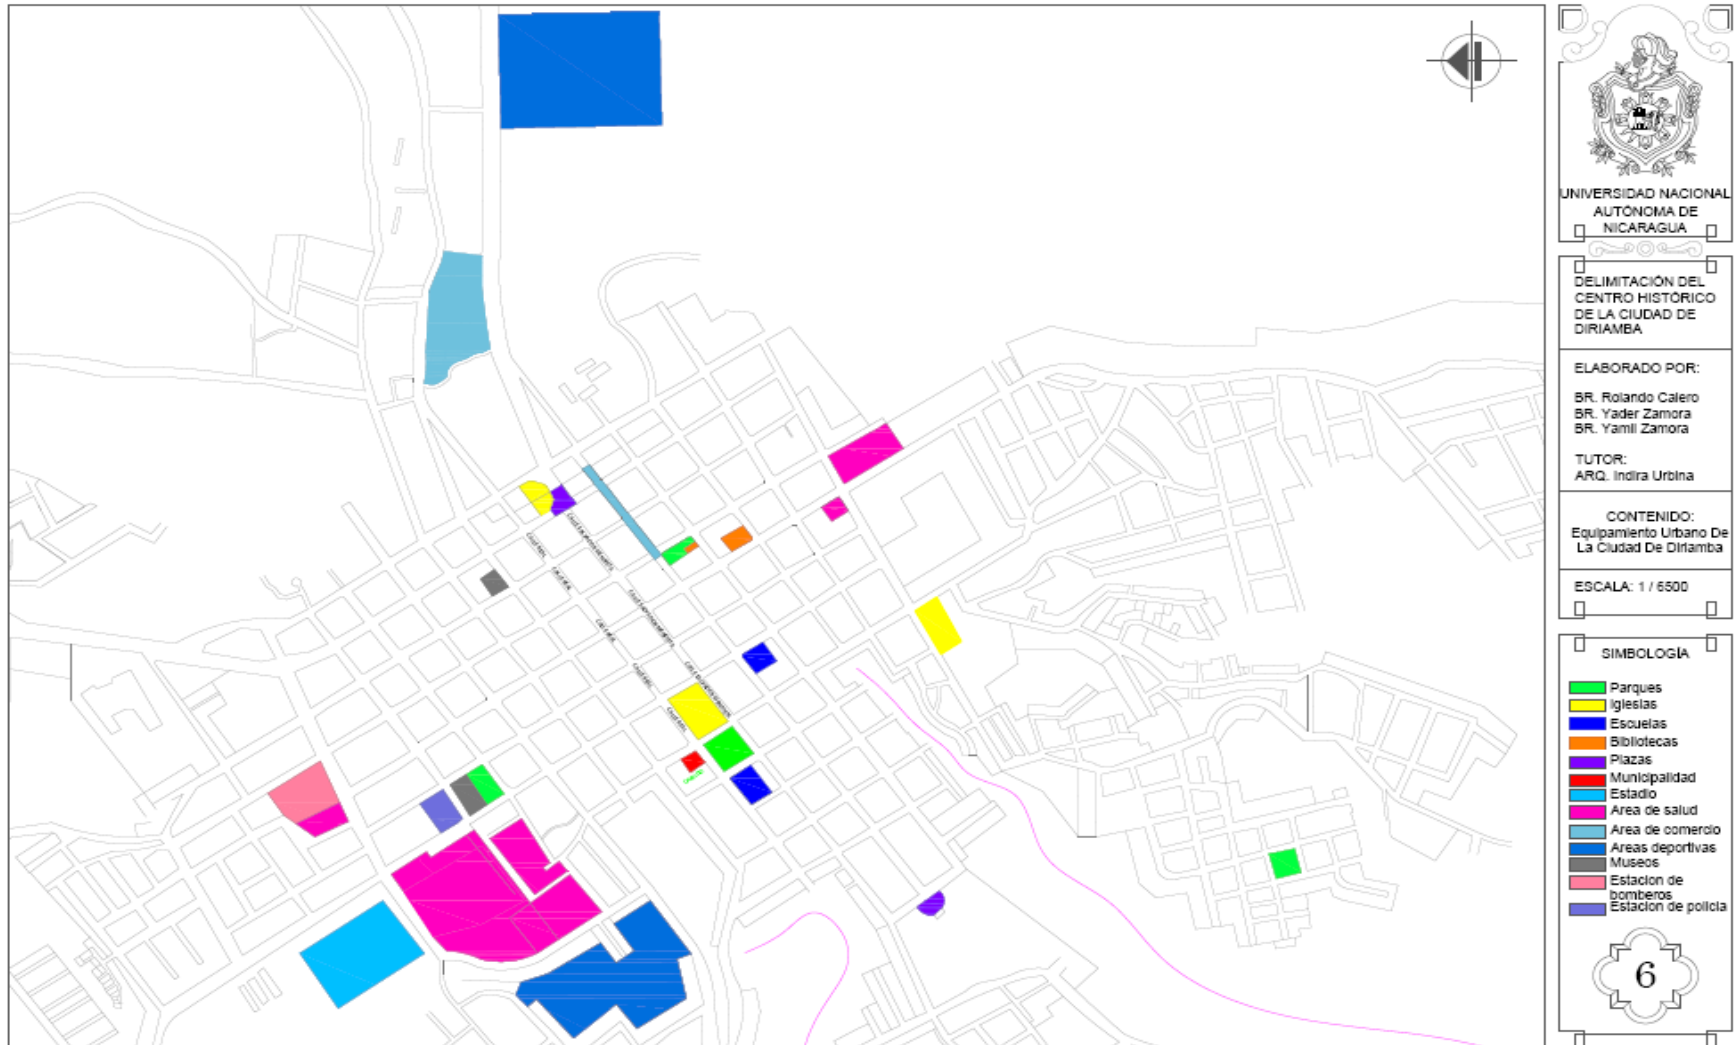 UNIVERSIDAD NACIONAL
AUTÓNOMA DE
NICARAGUA
DELIMITACIÓN DEL
CENTRO HISTÓRICO
DE LA CIUDAD DE
DIRIAMBA
ELABORADO POR:
BR. Rolando Calero
BR. Yader Zamora
BR. Yamil Zamora
TUTOR:
ARQ. Indira Urbina
CONTENIDO:
Equipamiento Urbano De
La Ciudad De Diriamba
ESCALA: 1 / 6500
SIMBOLOGÍA
Parques
Iglesias
Escuelas
Bibliotecas
Plazas
Municipalidad
Estadio
Area de salud
Area de comercio
Areas deportivas
Museos
Estacion de
bomberos
Estacion de policia
6